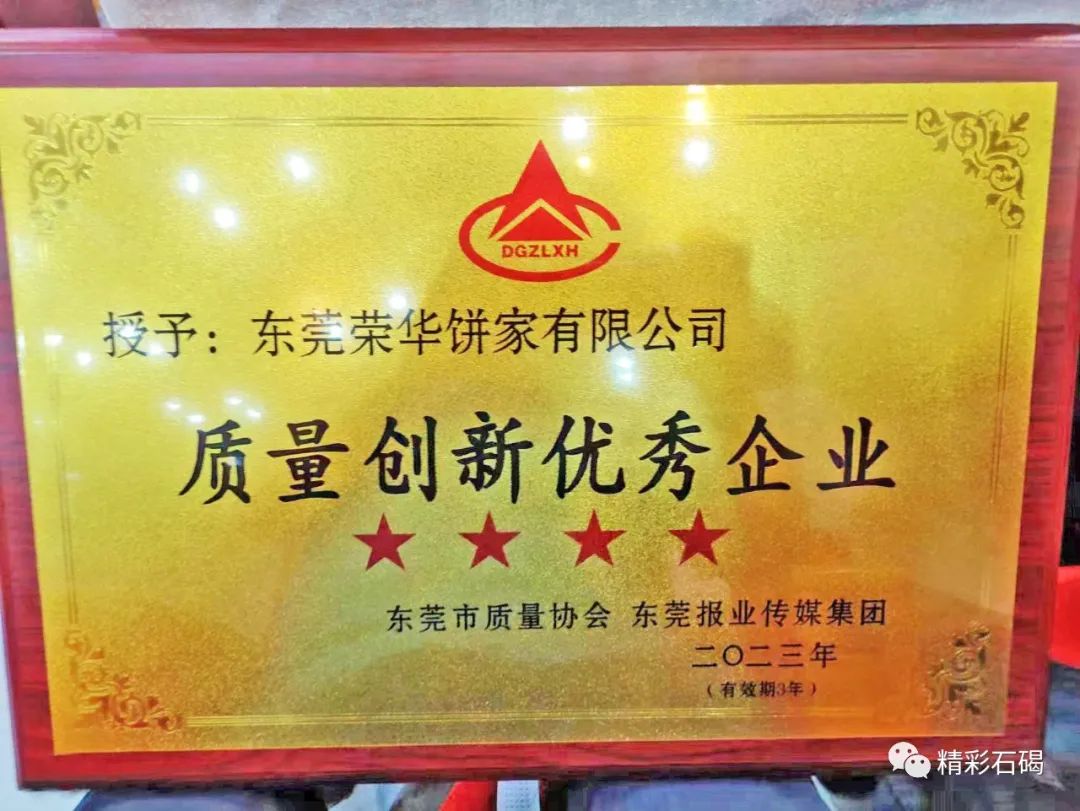 DGZLXH
授予：东莞荣华饼家有限公司
质量创新优秀企业
东莞市质量协会 东莞报业传媒集团
二〇二三年
（有效期3年）
精彩石碣